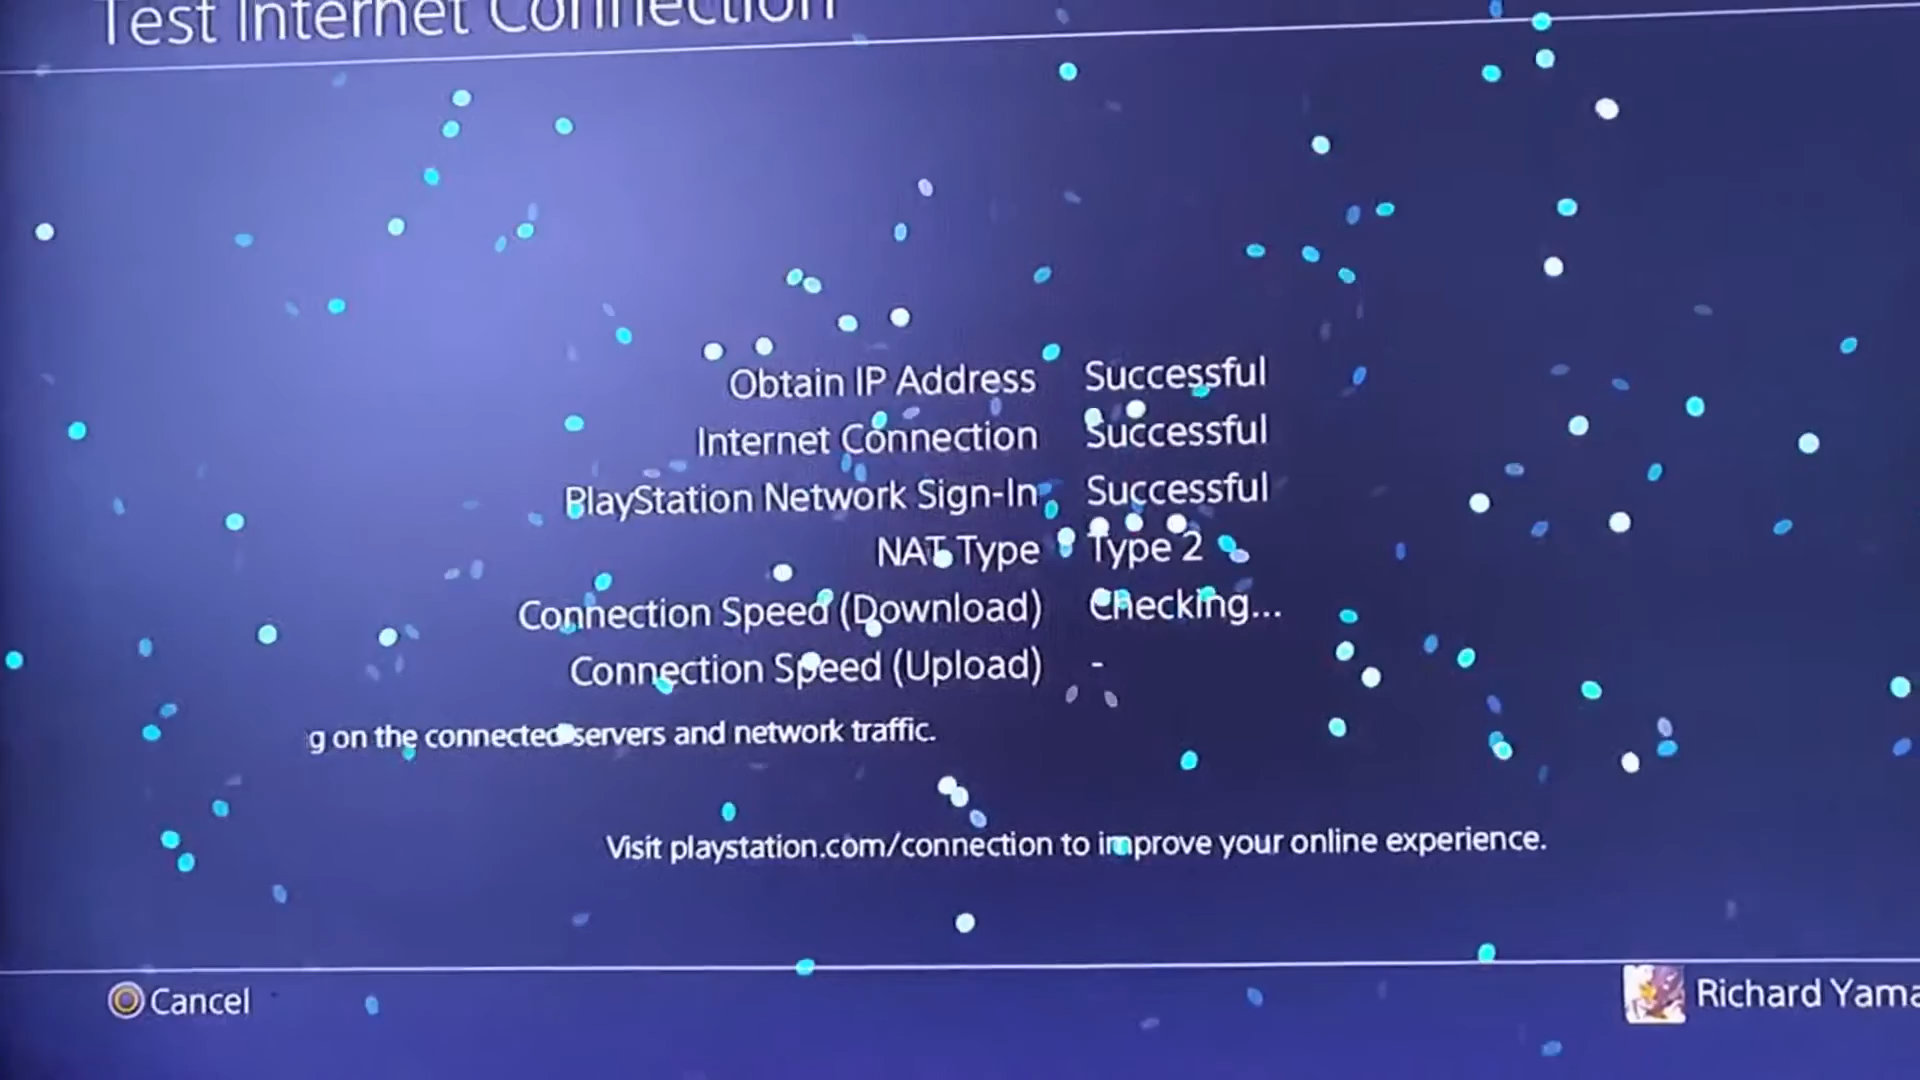 Test Internet Connection
Obtain IP Address Successful
Internet Connection Successful
PlayStation Network Sign-In Successful
NAT Type Type 2
Connection Speed (Download) Checking...
Connection Speed (Upload) -
g on the connected servers and network traffic.
Visit playstation.com/connection to improve your online experience.
Cancel
Richard Yama